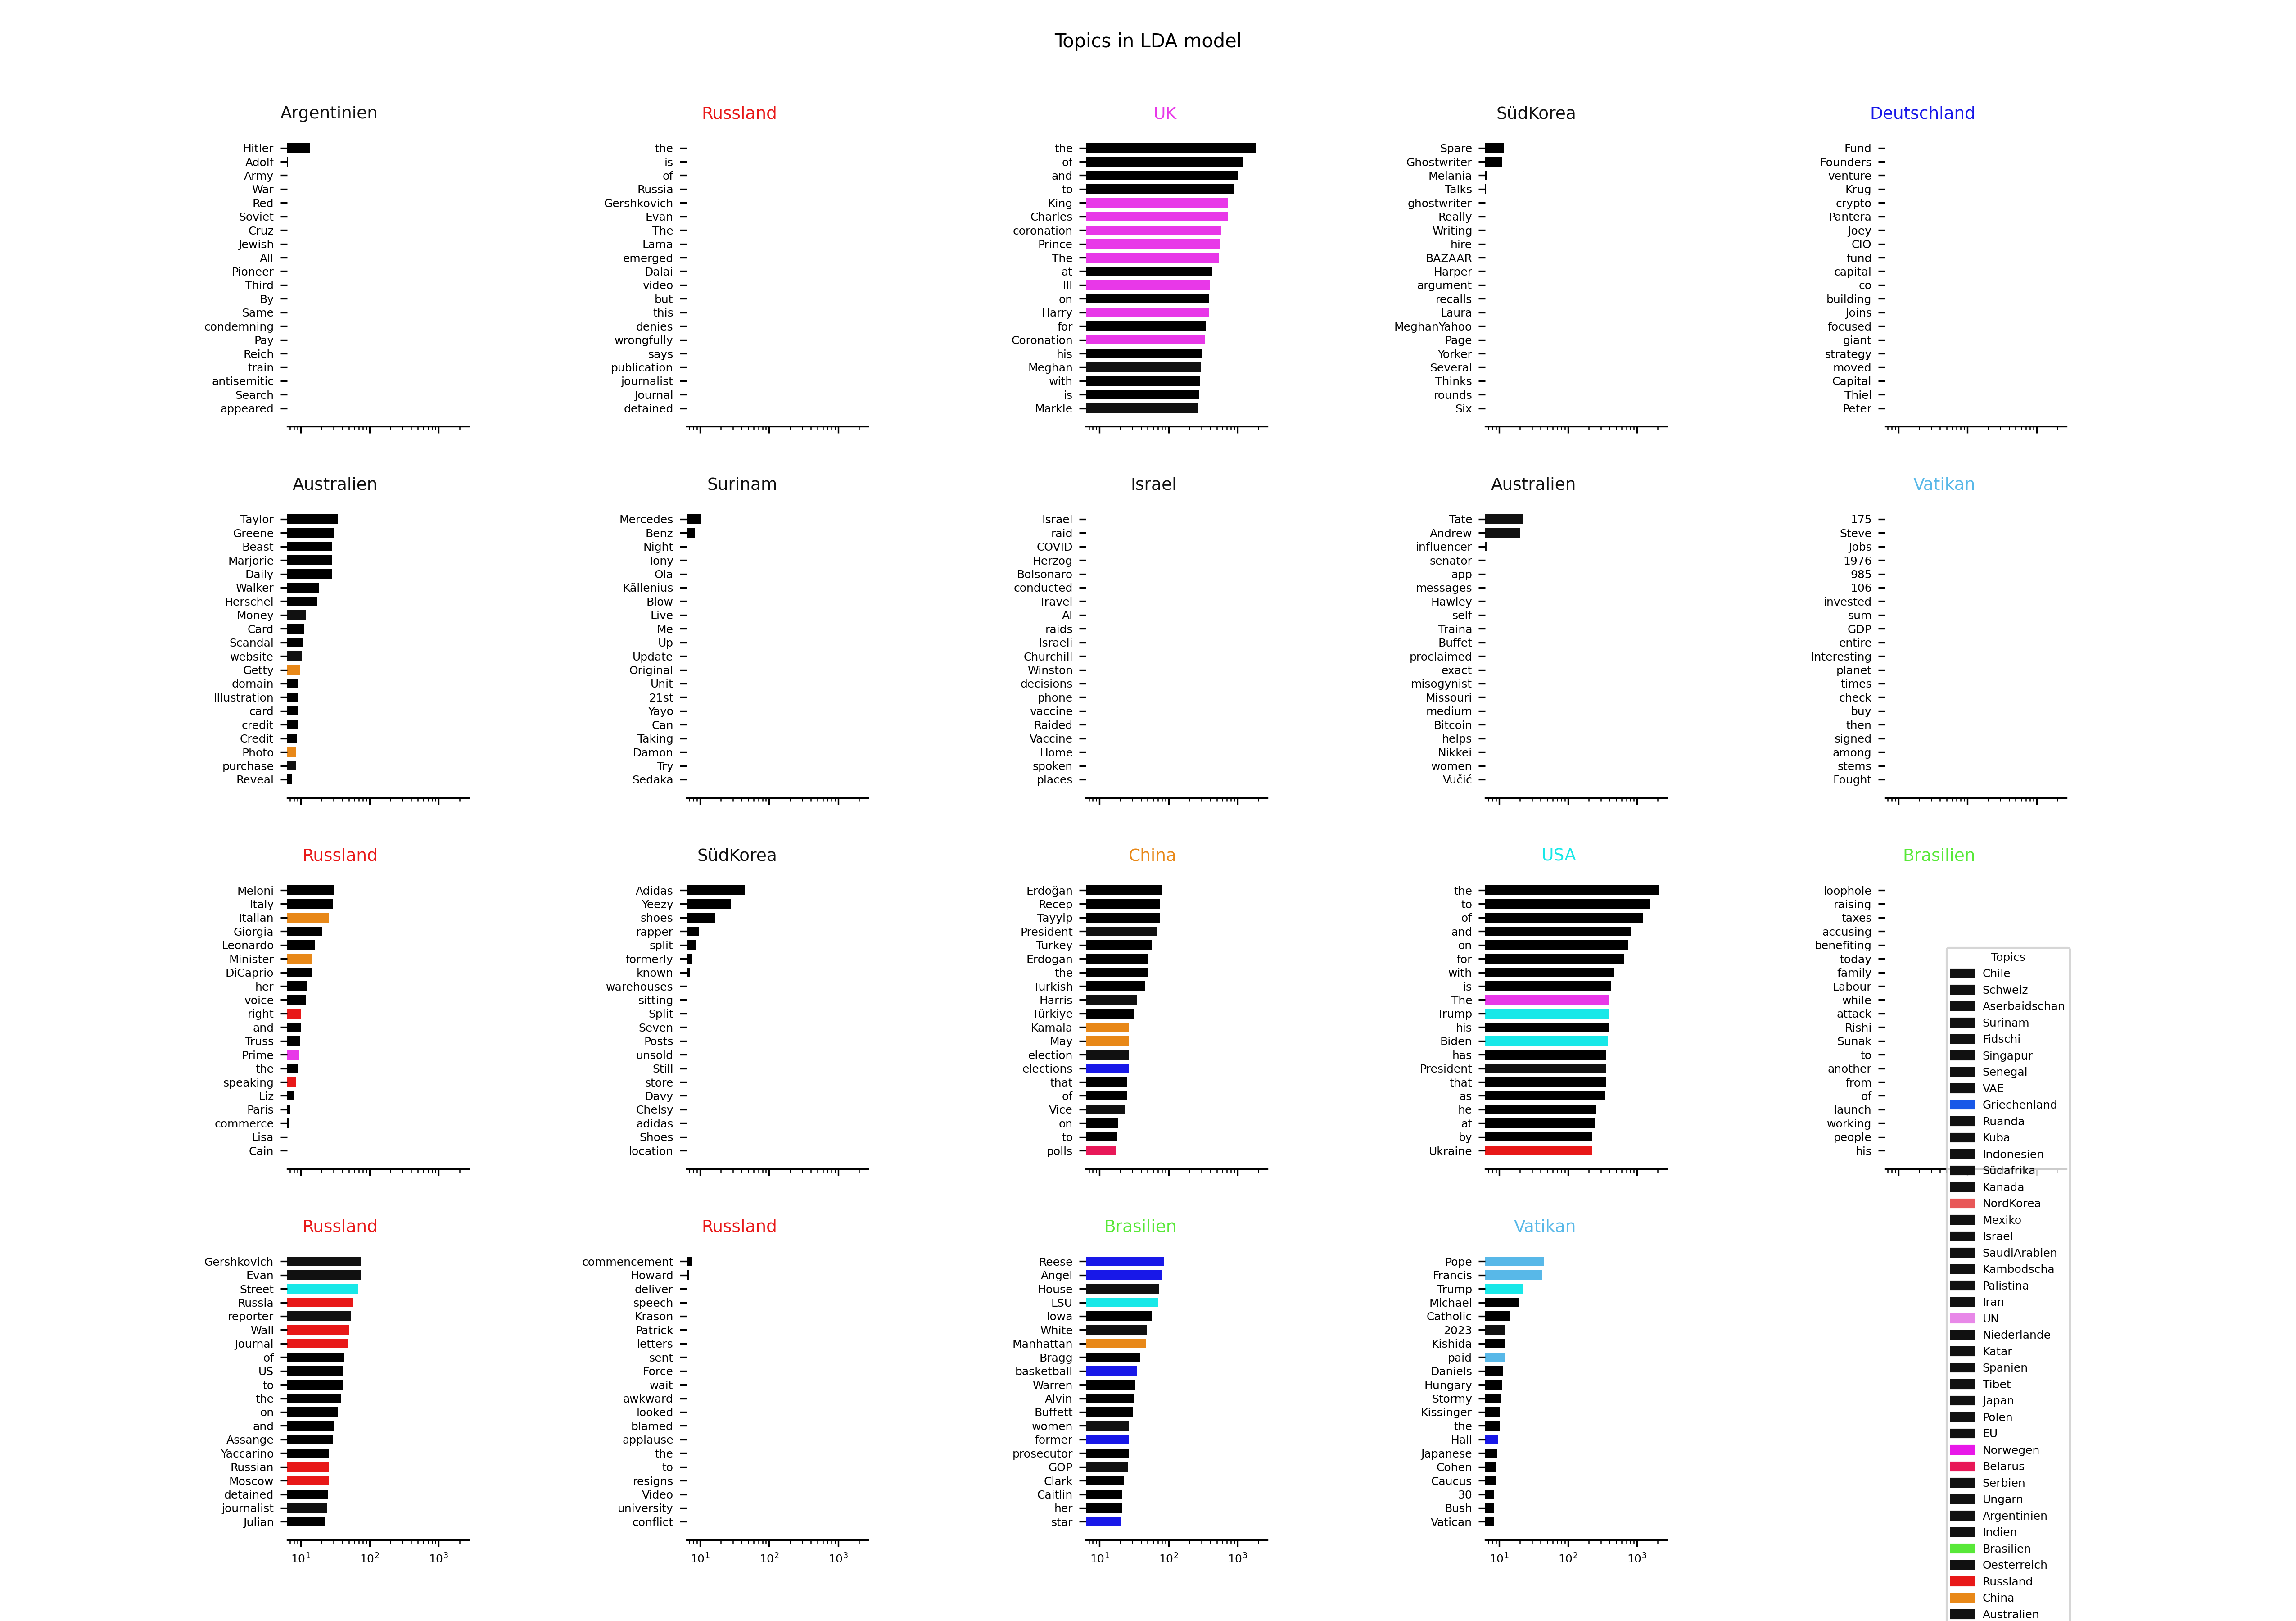 Topics in LDA model
Argentinien
Hitler
Adolf
Army
War
Red
Soviet
Cruz
Jewish
All
Pioneer
Third
By
Same
condemning
Pay
Reich
train
antisemitic
Search
appeared
Russland
the
is
of
Russia
Gershkovich
Evan
The
Lama
emerged
Dalai
video
but
this
denies
wrongfully
says
publication
journalist
Journal
detained
UK
the
of
and
to
King
Charles
coronation
Prince
The
at
III
on
Harry
for
Coronation
his
Meghan
with
is
Markle
SüdKorea
Spare
Ghostwriter
Melania
Talks
ghostwriter
Really
Writing
hire
BAZAAR
Harper
argument
recalls
Laura
MeghanYahoo
Page
Yorker
Several
Thinks
rounds
Six
Deutschland
Fund
Founders
venture
Krug
crypto
Pantera
Joey
CIO
fund
capital
co
building
Joins
focused
giant
strategy
moved
Capital
Thiel
Peter
Australien
Taylor
Greene
Beast
Marjorie
Daily
Walker
Herschel
Money
Card
Scandal
website
Getty
domain
Illustration
card
credit
Credit
Photo
purchase
Reveal
Surinam
Mercedes
Benz
Night
Tony
Ola
Källenius
Blow
Live
Me
Up
Update
Original
Unit
21st
Yayo
Can
Taking
Damon
Try
Sedaka
Israel
Israel
raid
COVID
Herzog
Bolsonaro
conducted
Travel
Al
raids
Israeli
Churchill
Winston
decisions
phone
vaccine
Raided
Vaccine
Home
spoken
places
Australien
Tate
Andrew
influencer
senator
app
messages
Hawley
self
Traina
Buffet
proclaimed
exact
misogynist
Missouri
medium
Bitcoin
helps
Nikkei
women
Vučić
Vatikan
175
Steve
Jobs
1976
985
106
invested
sum
GDP
entire
Interesting
planet
times
check
buy
then
signed
among
stems
Fought
Russland
Meloni
Italy
Italian
Giorgia
Leonardo
Minister
DiCaprio
her
voice
right
and
Truss
Prime
the
speaking
Liz
Paris
commerce
Lisa
Cain
SüdKorea
Adidas
Yeezy
shoes
rapper
split
formerly
known
warehouses
sitting
Split
Seven
Posts
unsold
Still
store
Davy
Chelsy
adidas
Shoes
location
China
Erdoğan
Recep
Tayyip
President
Turkey
Erdogan
the
Turkish
Harris
Türkiye
Kamala
May
election
elections
that
of
Vice
on
to
polls
USA
the
to
of
and
on
for
with
is
The
Trump
his
Biden
has
President
that
as
he
at
by
Ukraine
Brasilien
loophole
raising
taxes
accusing
benefiting
today
family
Labour
while
attack
Rishi
Sunak
to
another
from
of
launch
working
people
his
Russland
Gershkovich
Evan
Street
Russia
reporter
Wall
Journal
of
US
to
the
on
and
Assange
Yaccarino
Russian
Moscow
detained
journalist
Julian
10¹ 10² 10³
Russland
commencement
Howard
deliver
speech
Krason
Patrick
letters
sent
Force
wait
awkward
looked
blamed
applause
the
to
resigns
Video
university
conflict
10¹ 10² 10³
Brasilien
Reese
Angel
House
LSU
Iowa
White
Manhattan
Bragg
basketball
Warren
Alvin
Buffett
women
former
prosecutor
GOP
Clark
Caitlin
her
star
10¹ 10² 10³
Vatikan
Pope
Francis
Trump
Michael
Catholic
2023
Kishida
paid
Daniels
Hungary
Stormy
Kissinger
the
Hall
Japanese
Cohen
Caucus
30
Bush
Vatican
10¹ 10² 10³
Topics
Chile
Schweiz
Aserbaidschan
Surinam
Fidschi
Singapur
Senegal
VAE
Griechenland
Ruanda
Kuba
Indonesien
Südafrika
Kanada
NordKorea
Mexiko
Israel
SaudiArabien
Kambodscha
Palistina
Iran
UN
Niederlande
Katar
Spanien
Tibet
Japan
Polen
EU
Norwegen
Belarus
Serbien
Ungarn
Argentinien
Indien
Brasilien
Oesterreich
Russland
China
Australien